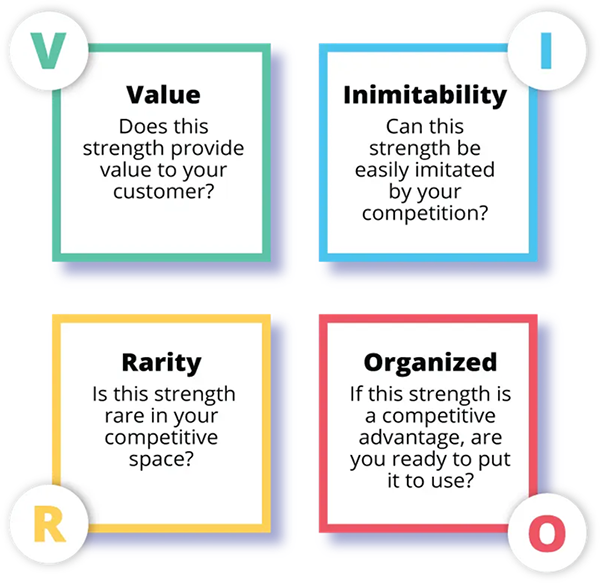 V
Value
Does this
strength provide
value to your
customer?
I
Inimitability
Can this
strength be
easily imitated
by your
competition?
R
Rarity
Is this strength
rare in your
competitive
space?
O
Organized
If this strength is
a competitive
advantage, are
you ready to put
it to use?